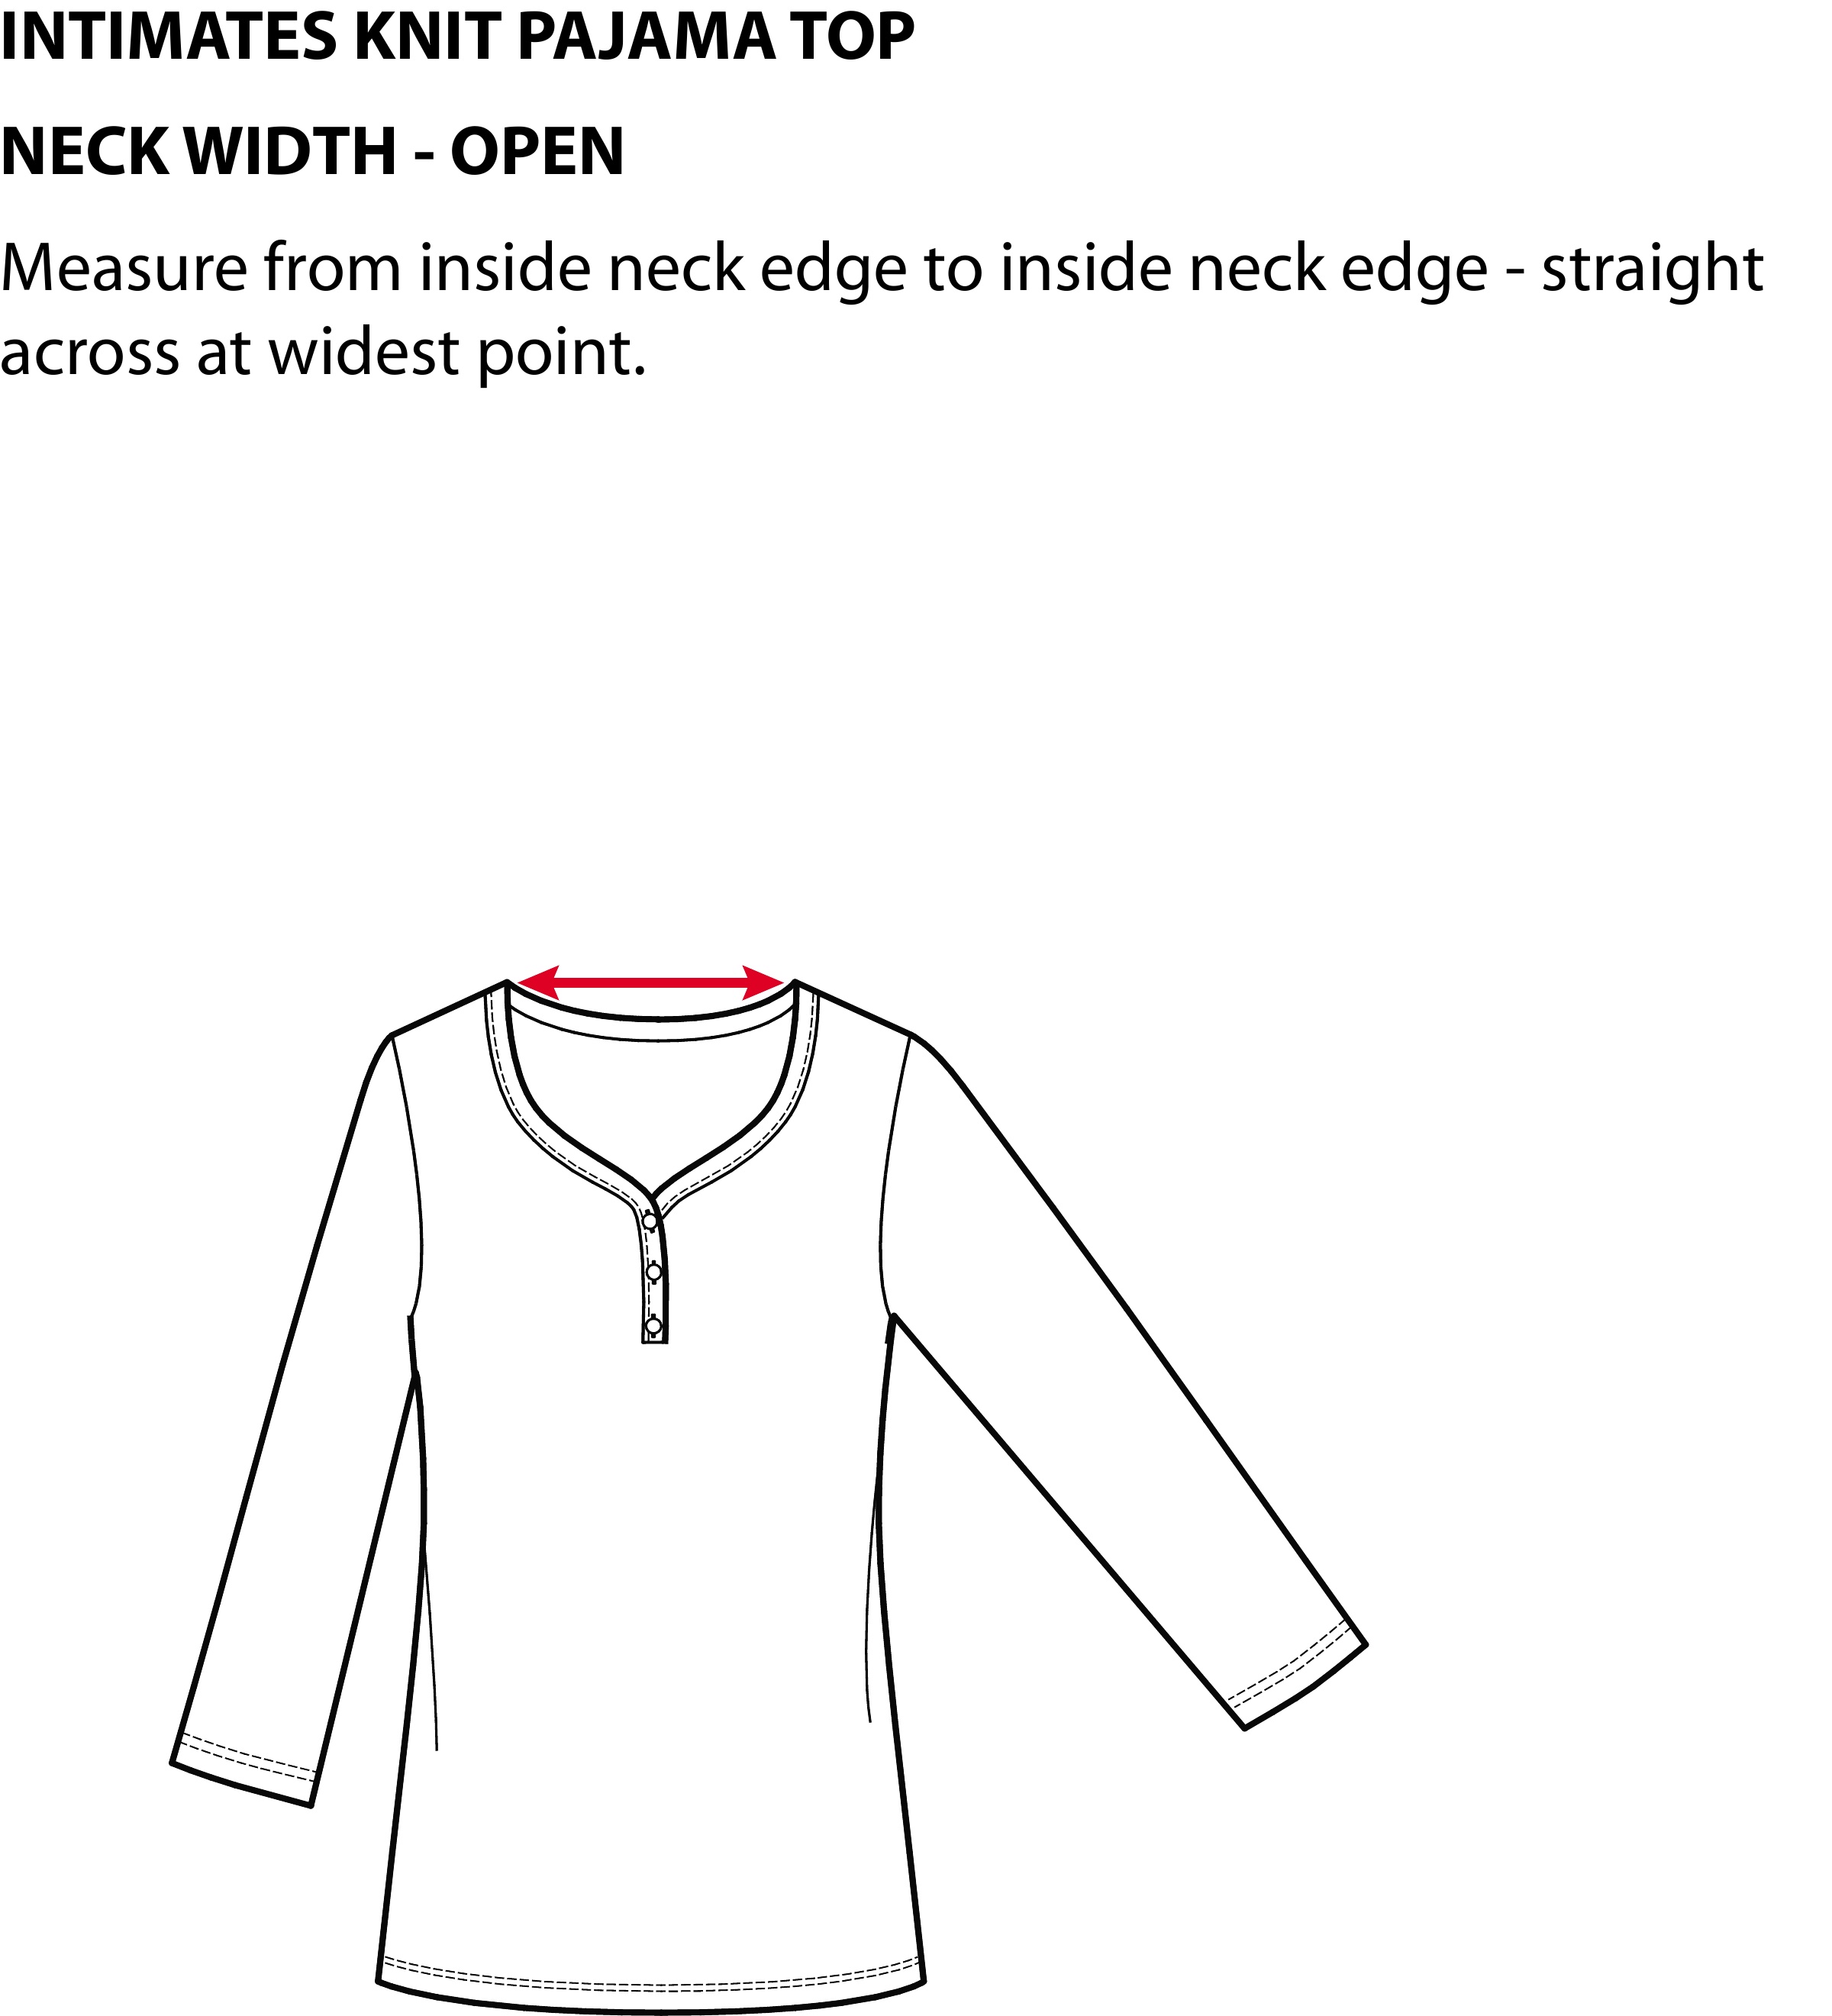 INTIMATES KNIT PAJAMA TOP
NECK WIDTH - OPEN
Measure from inside neck edge to inside neck edge - straight
across at widest point.